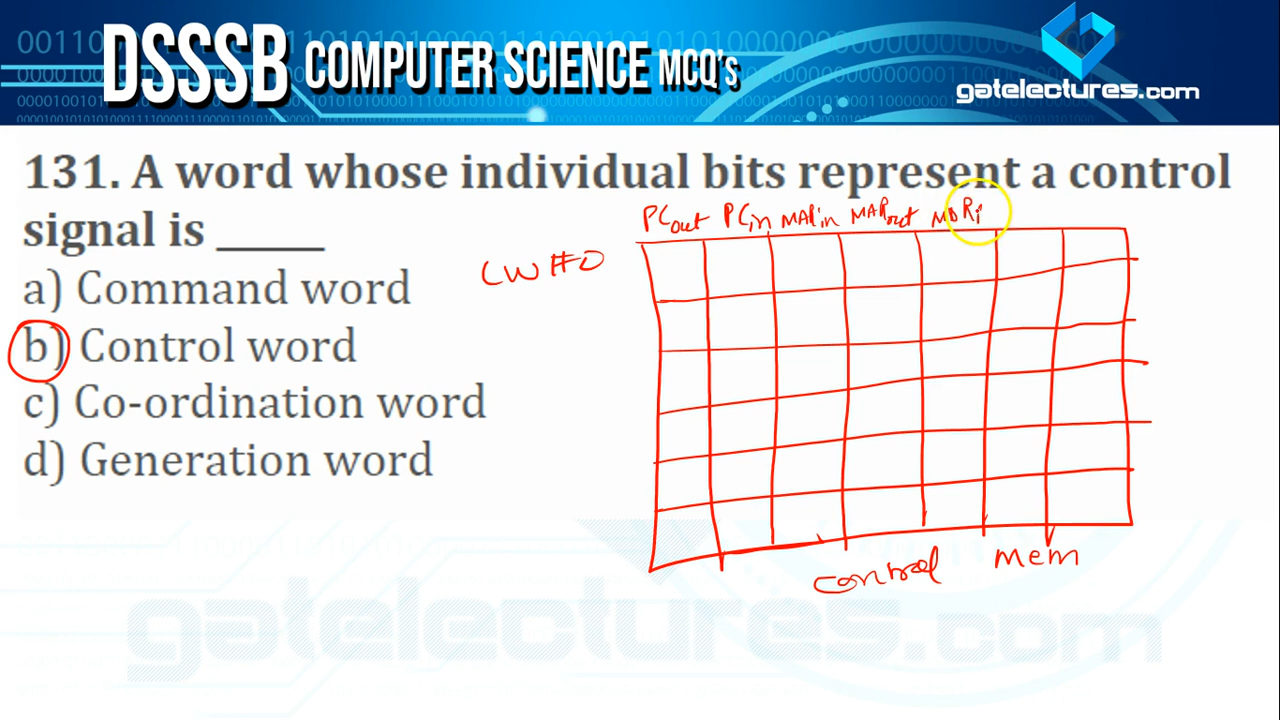 DSSSB COMPUTER SCIENCE MCQ's
gatelectures.com
131. A word whose individual bits represent a control
signal is _____
PCout PCin MARin MARout MDRi
CW#0
a) Command word
b) Control word
c) Co-ordination word
d) Generation word
control mem
gatelectures.com